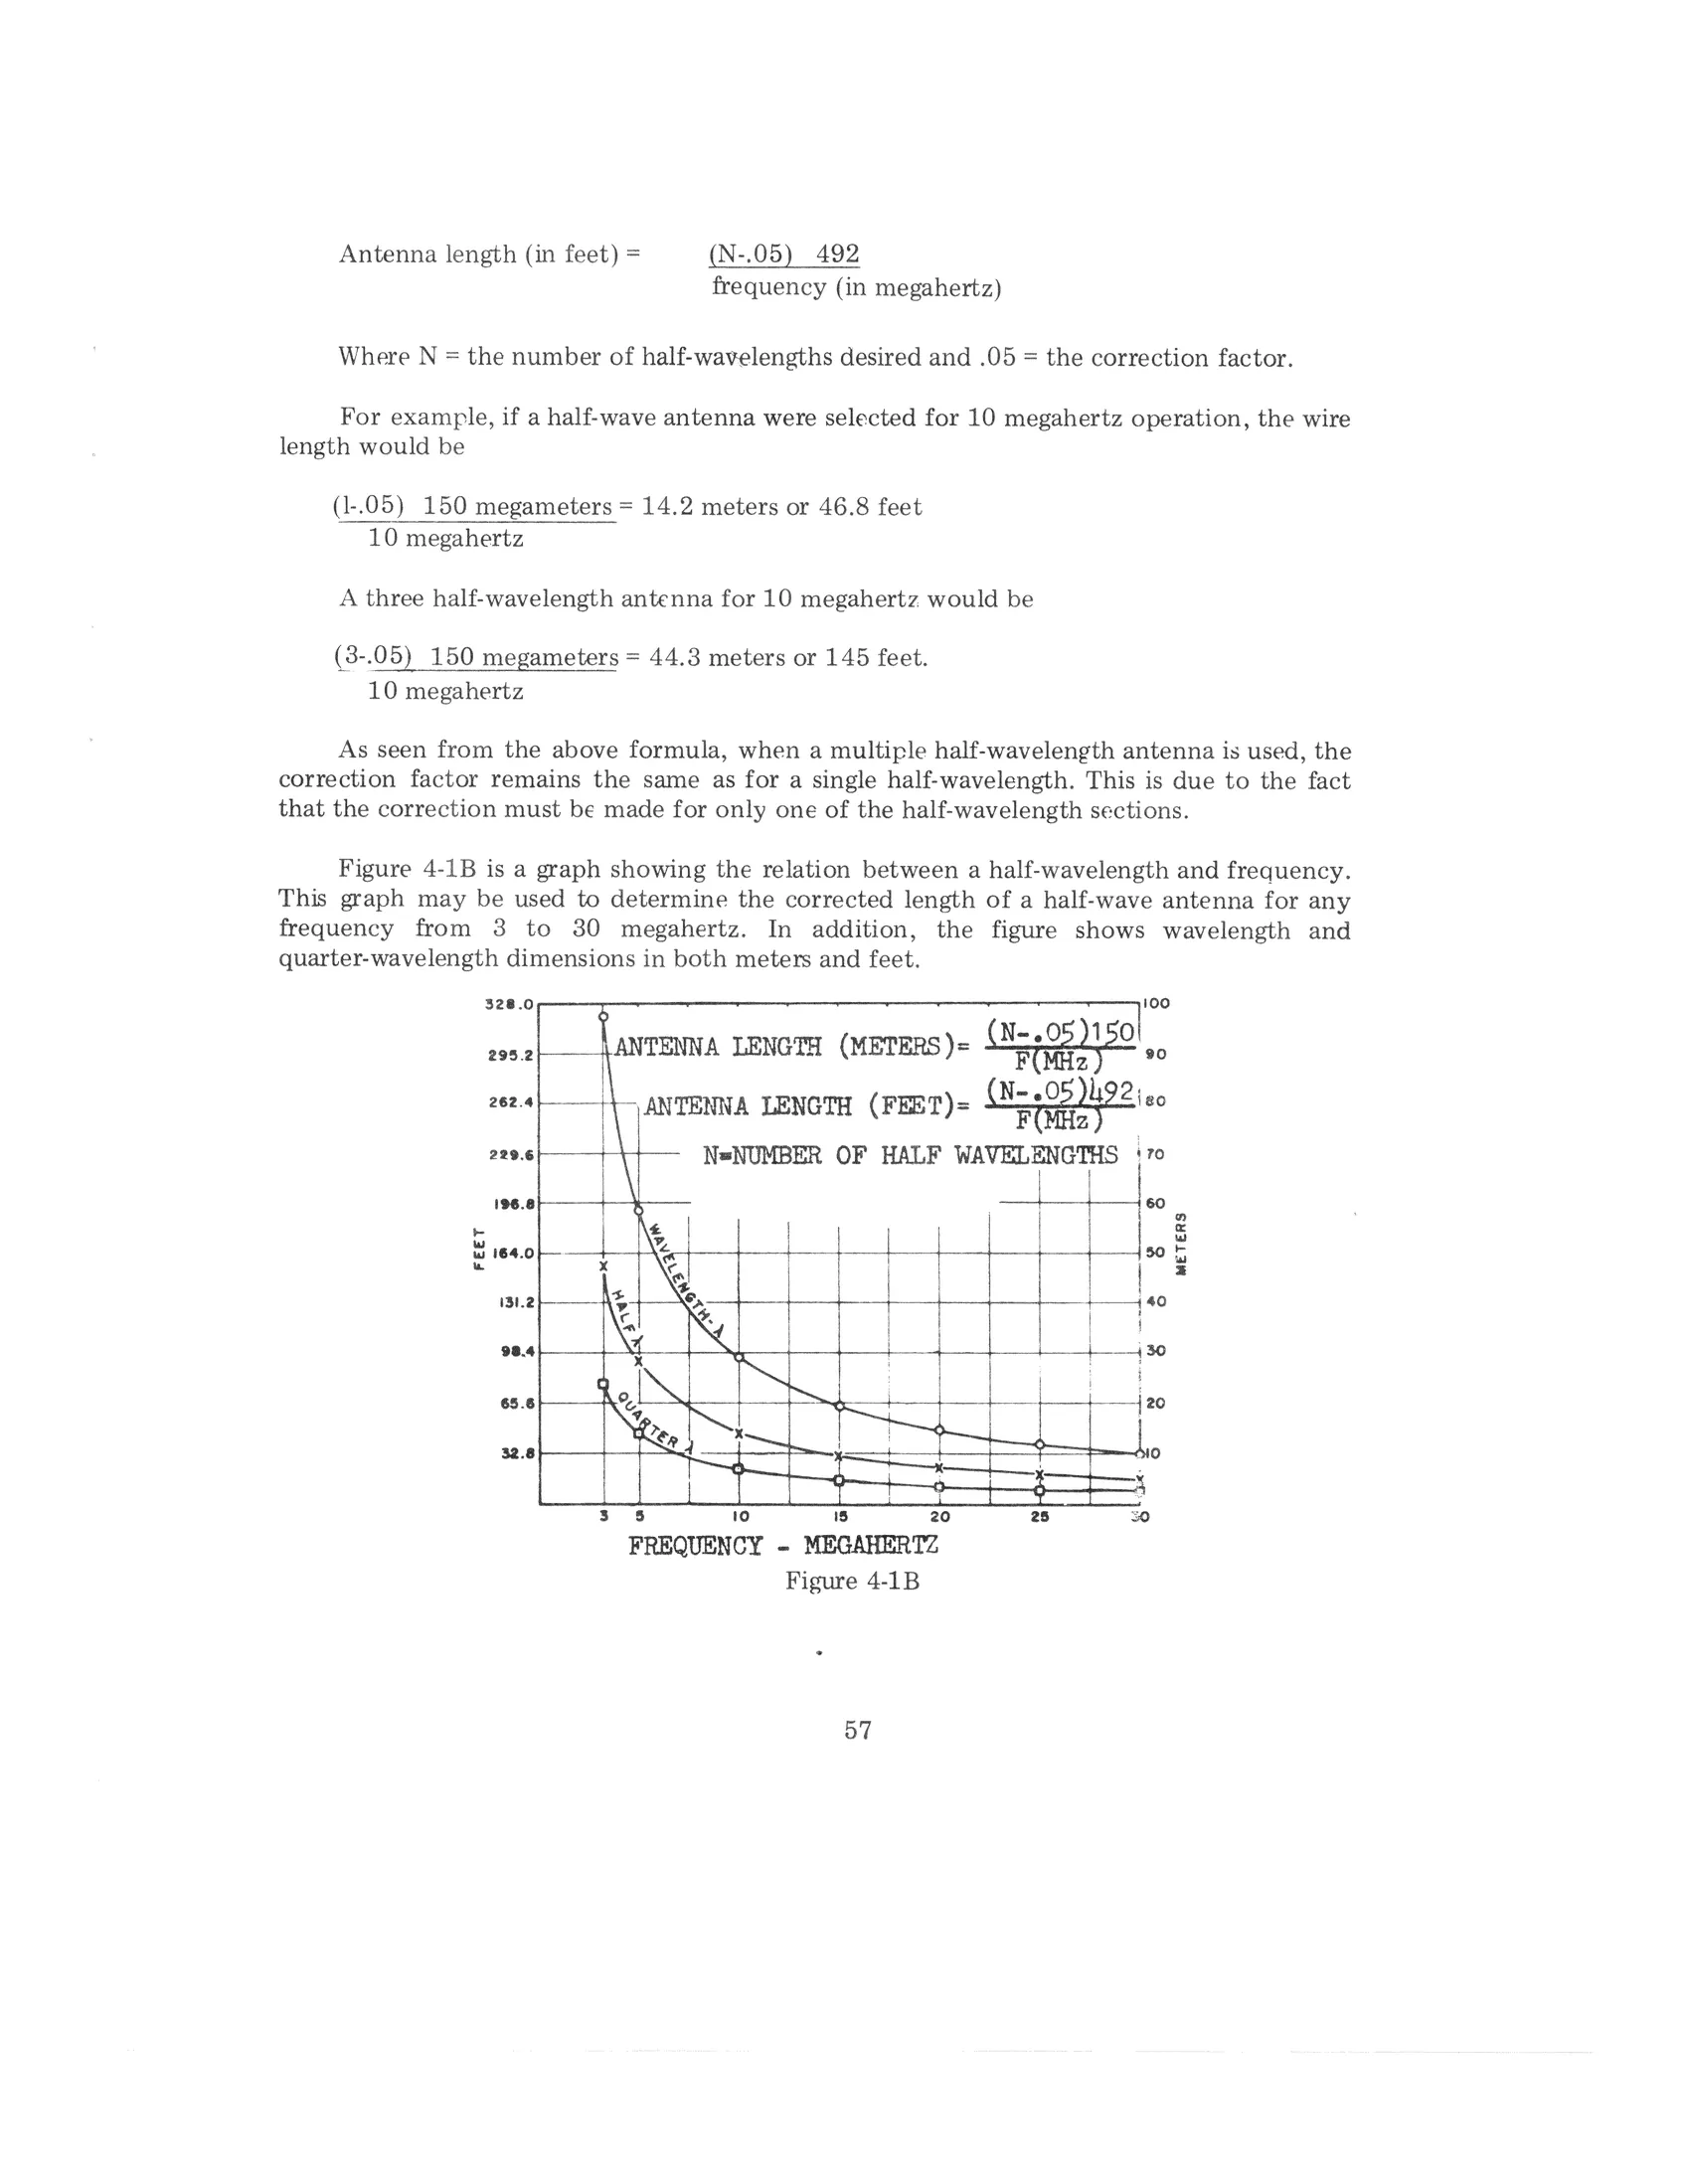 Antenna length (in feet) = (N-.05) 492
frequency (in megahertz)
Where N = the number of half-wavelengths desired and .05 = the correction factor.
For example, if a half-wave antenna were selected for 10 megahertz operation, the wire
length would be
(1-.05) 150 megameters = 14.2 meters or 46.8 feet
10 megahertz
A three half-wavelength antenna for 10 megahertz would be
(3-.05) 150 megameters = 44.3 meters or 145 feet.
10 megahertz
As seen from the above formula, when a multiple half-wavelength antenna is used, the
correction factor remains the same as for a single half-wavelength. This is due to the fact
that the correction must be made for only one of the half-wavelength sections.
Figure 4-1B is a graph showing the relation between a half-wavelength and frequency.
This graph may be used to determine the corrected length of a half-wave antenna for any
frequency from 3 to 30 megahertz. In addition, the figure shows wavelength and
quarter-wavelength dimensions in both meters and feet.
328.0 100
ANTENNA LENGTH (METERS)= (N-.05)150
F(MHz)
295.2 90
ANTENNA LENGTH (FEET)= (N-.05)492
F(MHz)
262.4 80
229.6 N=NUMBER OF HALF WAVELENGTHS 70
196.8 60
FEET
METERS
164.0 50
WAVELENGTH-λ
131.2 40
HALF λ
98.4 30
65.6 20
QUARTER λ
32.8 10
3 5 10 15 20 25 30
FREQUENCY - MEGAHERTZ
Figure 4-1B
57